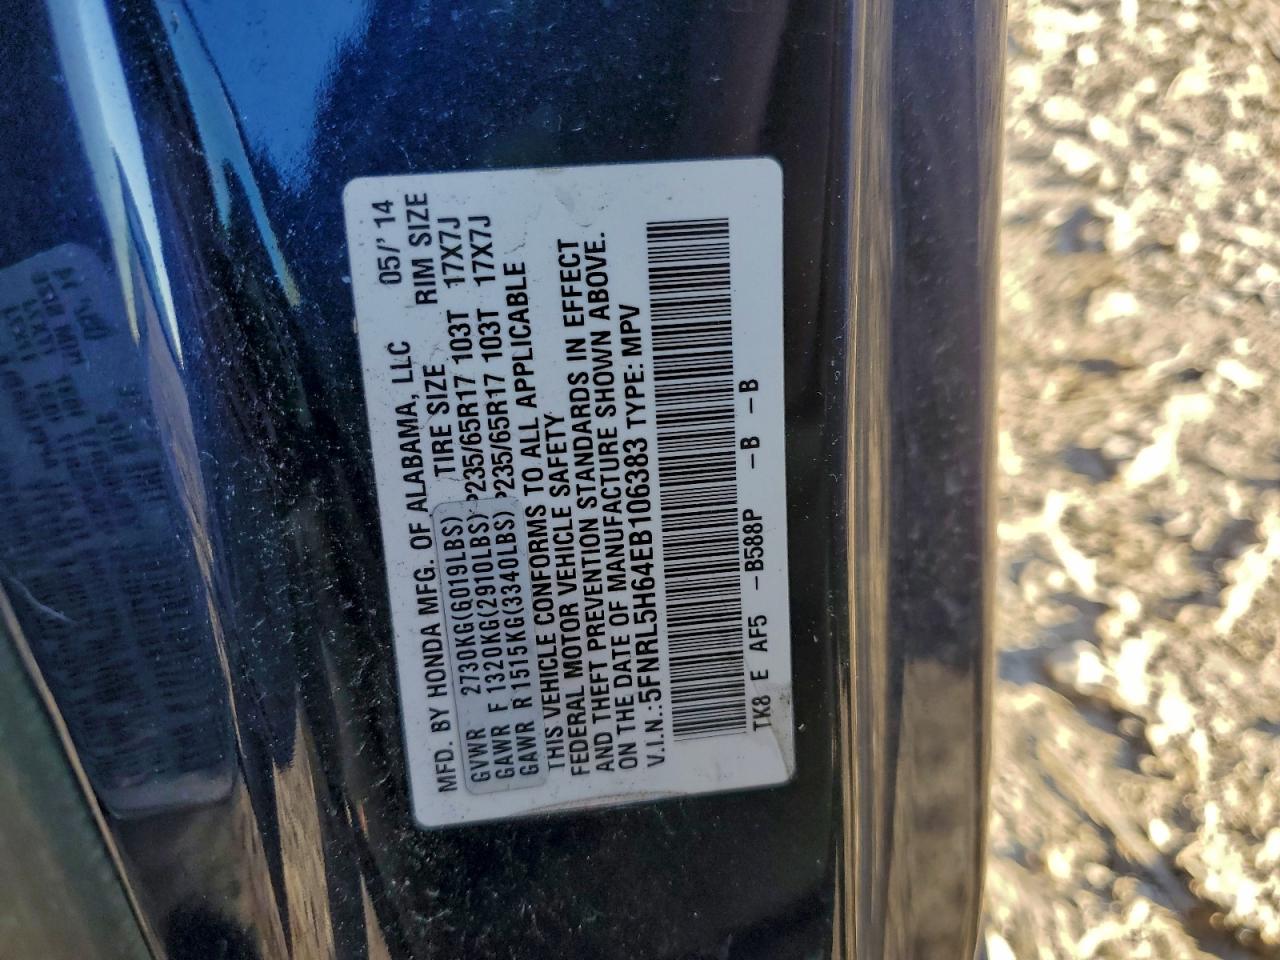 MFD. BY HONDA MFG. OF ALABAMA, LLC 05/'14
TIRE SIZE RIM SIZE
GVWR 2730KG(6019LBS)
GAWR F 1320KG(2910LBS) P235/65R17 103T 17X7J
GAWR R 1515KG(3340LBS) P235/65R17 103T 17X7J
THIS VEHICLE CONFORMS TO ALL APPLICABLE
FEDERAL MOTOR VEHICLE SAFETY
AND THEFT PREVENTION STANDARDS IN EFFECT
ON THE DATE OF MANUFACTURE SHOWN ABOVE.
V.I.N.:5FNRL5H64EB106383 TYPE: MPV
TK8 E AF5 -B588P -B -B